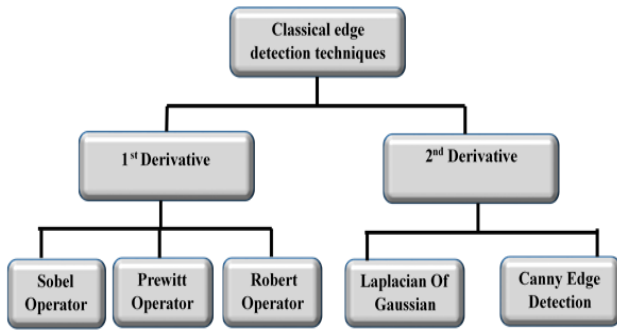 Classical edge
detection techniques
1st Derivative
2nd Derivative
Sobel
Operator
Prewitt
Operator
Robert
Operator
Laplacian Of
Gaussian
Canny Edge
Detection